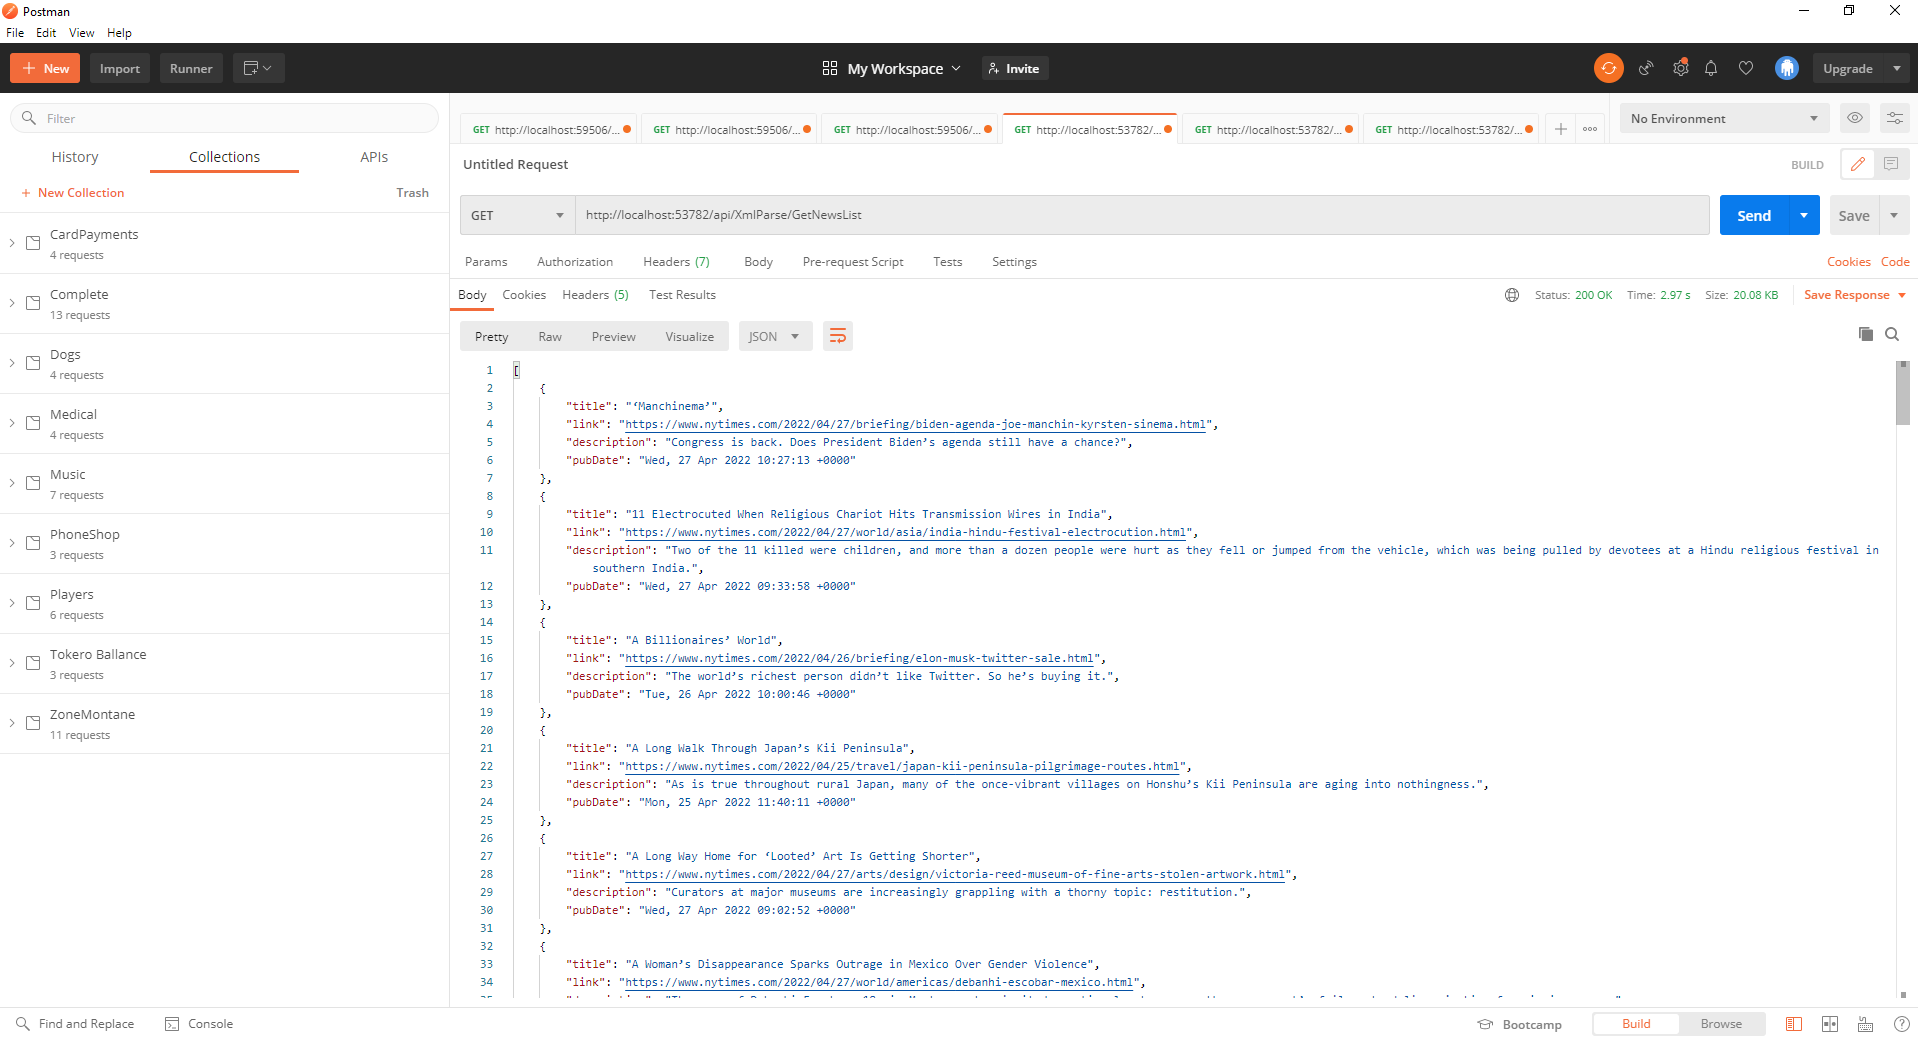 Postman
File Edit View Help
+ New Import Runner My Workspace Invite Upgrade
Filter
History Collections APIs
+ New Collection Trash
CardPayments
4 requests
Complete
13 requests
Dogs
4 requests
Medical
4 requests
Music
7 requests
PhoneShop
3 requests
Players
6 requests
Tokero Ballance
3 requests
ZoneMontane
11 requests
GET http://localhost:59506/... GET http://localhost:59506/... GET http://localhost:59506/... GET http://localhost:53782/... GET http://localhost:53782/... GET http://localhost:53782/... No Environment
Untitled Request BUILD
GET http://localhost:53782/api/XmlParse/GetNewsList Send Save
Params Authorization Headers (7) Body Pre-request Script Tests Settings Cookies Code
Body Cookies Headers (5) Test Results Status: 200 OK Time: 2.97 s Size: 20.08 KB Save Response
Pretty Raw Preview Visualize JSON
1 [
2 {
3 "title": "‘Manchinema’",
4 "link": "https://www.nytimes.com/2022/04/27/briefing/biden-agenda-joe-manchin-kyrsten-sinema.html",
5 "description": "Congress is back. Does President Biden’s agenda still have a chance?",
6 "pubDate": "Wed, 27 Apr 2022 10:27:13 +0000"
7 },
8 {
9 "title": "11 Electrocuted When Religious Chariot Hits Transmission Wires in India",
10 "link": "https://www.nytimes.com/2022/04/27/world/asia/india-hindu-festival-electrocution.html",
11 "description": "Two of the 11 killed were children, and more than a dozen people were hurt as they fell or jumped from the vehicle, which was being pulled by devotees at a Hindu religious festival in
southern India.",
12 "pubDate": "Wed, 27 Apr 2022 09:33:58 +0000"
13 },
14 {
15 "title": "A Billionaires’ World",
16 "link": "https://www.nytimes.com/2022/04/26/briefing/elon-musk-twitter-sale.html",
17 "description": "The world’s richest person didn’t like Twitter. So he’s buying it.",
18 "pubDate": "Tue, 26 Apr 2022 10:00:46 +0000"
19 },
20 {
21 "title": "A Long Walk Through Japan’s Kii Peninsula",
22 "link": "https://www.nytimes.com/2022/04/25/travel/japan-kii-peninsula-pilgrimage-routes.html",
23 "description": "As is true throughout rural Japan, many of the once-vibrant villages on Honshu’s Kii Peninsula are aging into nothingness.",
24 "pubDate": "Mon, 25 Apr 2022 11:40:11 +0000"
25 },
26 {
27 "title": "A Long Way Home for ‘Looted’ Art Is Getting Shorter",
28 "link": "https://www.nytimes.com/2022/04/27/arts/design/victoria-reed-museum-of-fine-arts-stolen-artwork.html",
29 "description": "Curators at major museums are increasingly grappling with a thorny topic: restitution.",
30 "pubDate": "Wed, 27 Apr 2022 09:02:52 +0000"
31 },
32 {
33 "title": "A Woman’s Disappearance Sparks Outrage in Mexico Over Gender Violence",
34 "link": "https://www.nytimes.com/2022/04/27/world/americas/debanhi-escobar-mexico.html",
Find and Replace Console Bootcamp Build Browse